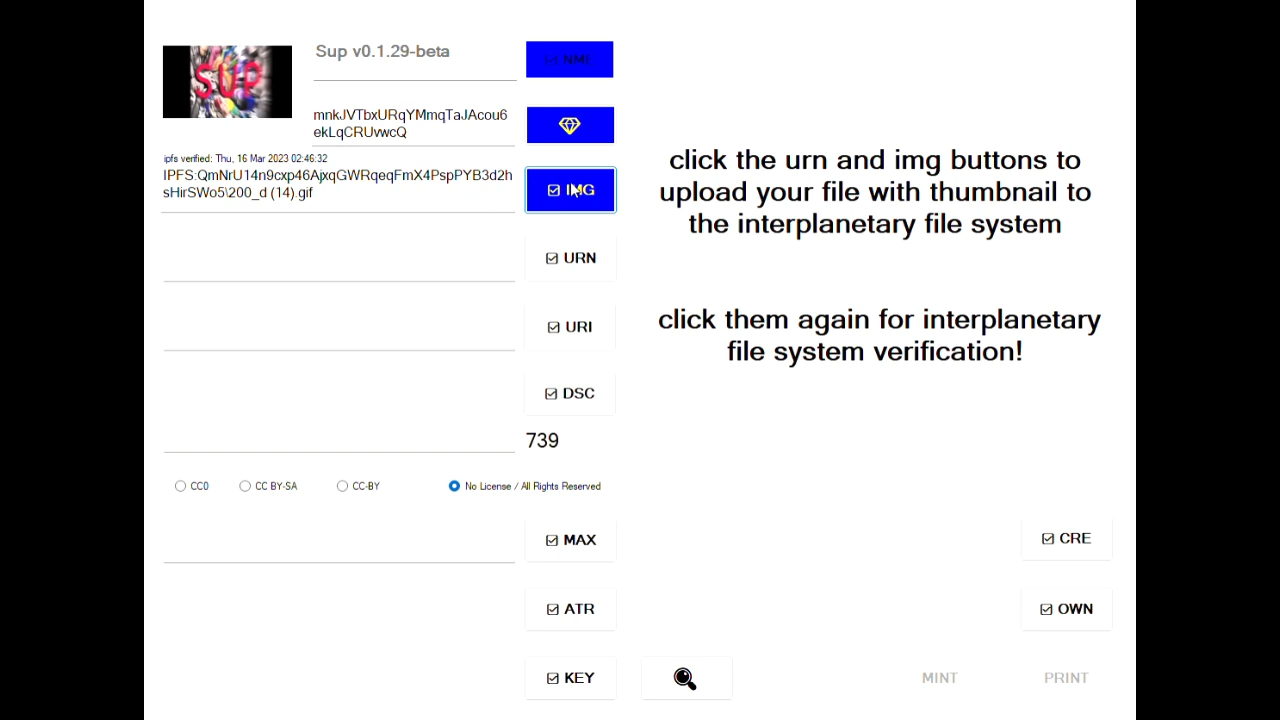 SUP
Sup v0.1.29-beta
NME
mnkJVTbxURqYMmqTaJAcou6
ekLqCRUvwcQ
ipfs verified: Thu, 16 Mar 2023 02:46:32
IPFS:QmNrU14n9cxp46AjxqGWRqeqFmX4PspPYB3d2h
sHirSWo5\200_d (14).gif
IMG
URN
URI
DSC
739
CC0
CC BY-SA
CC-BY
No License / All Rights Reserved
MAX
ATR
KEY
click the urn and img buttons to
upload your file with thumbnail to
the interplanetary file system
click them again for interplanetary
file system verification!
CRE
OWN
MINT
PRINT